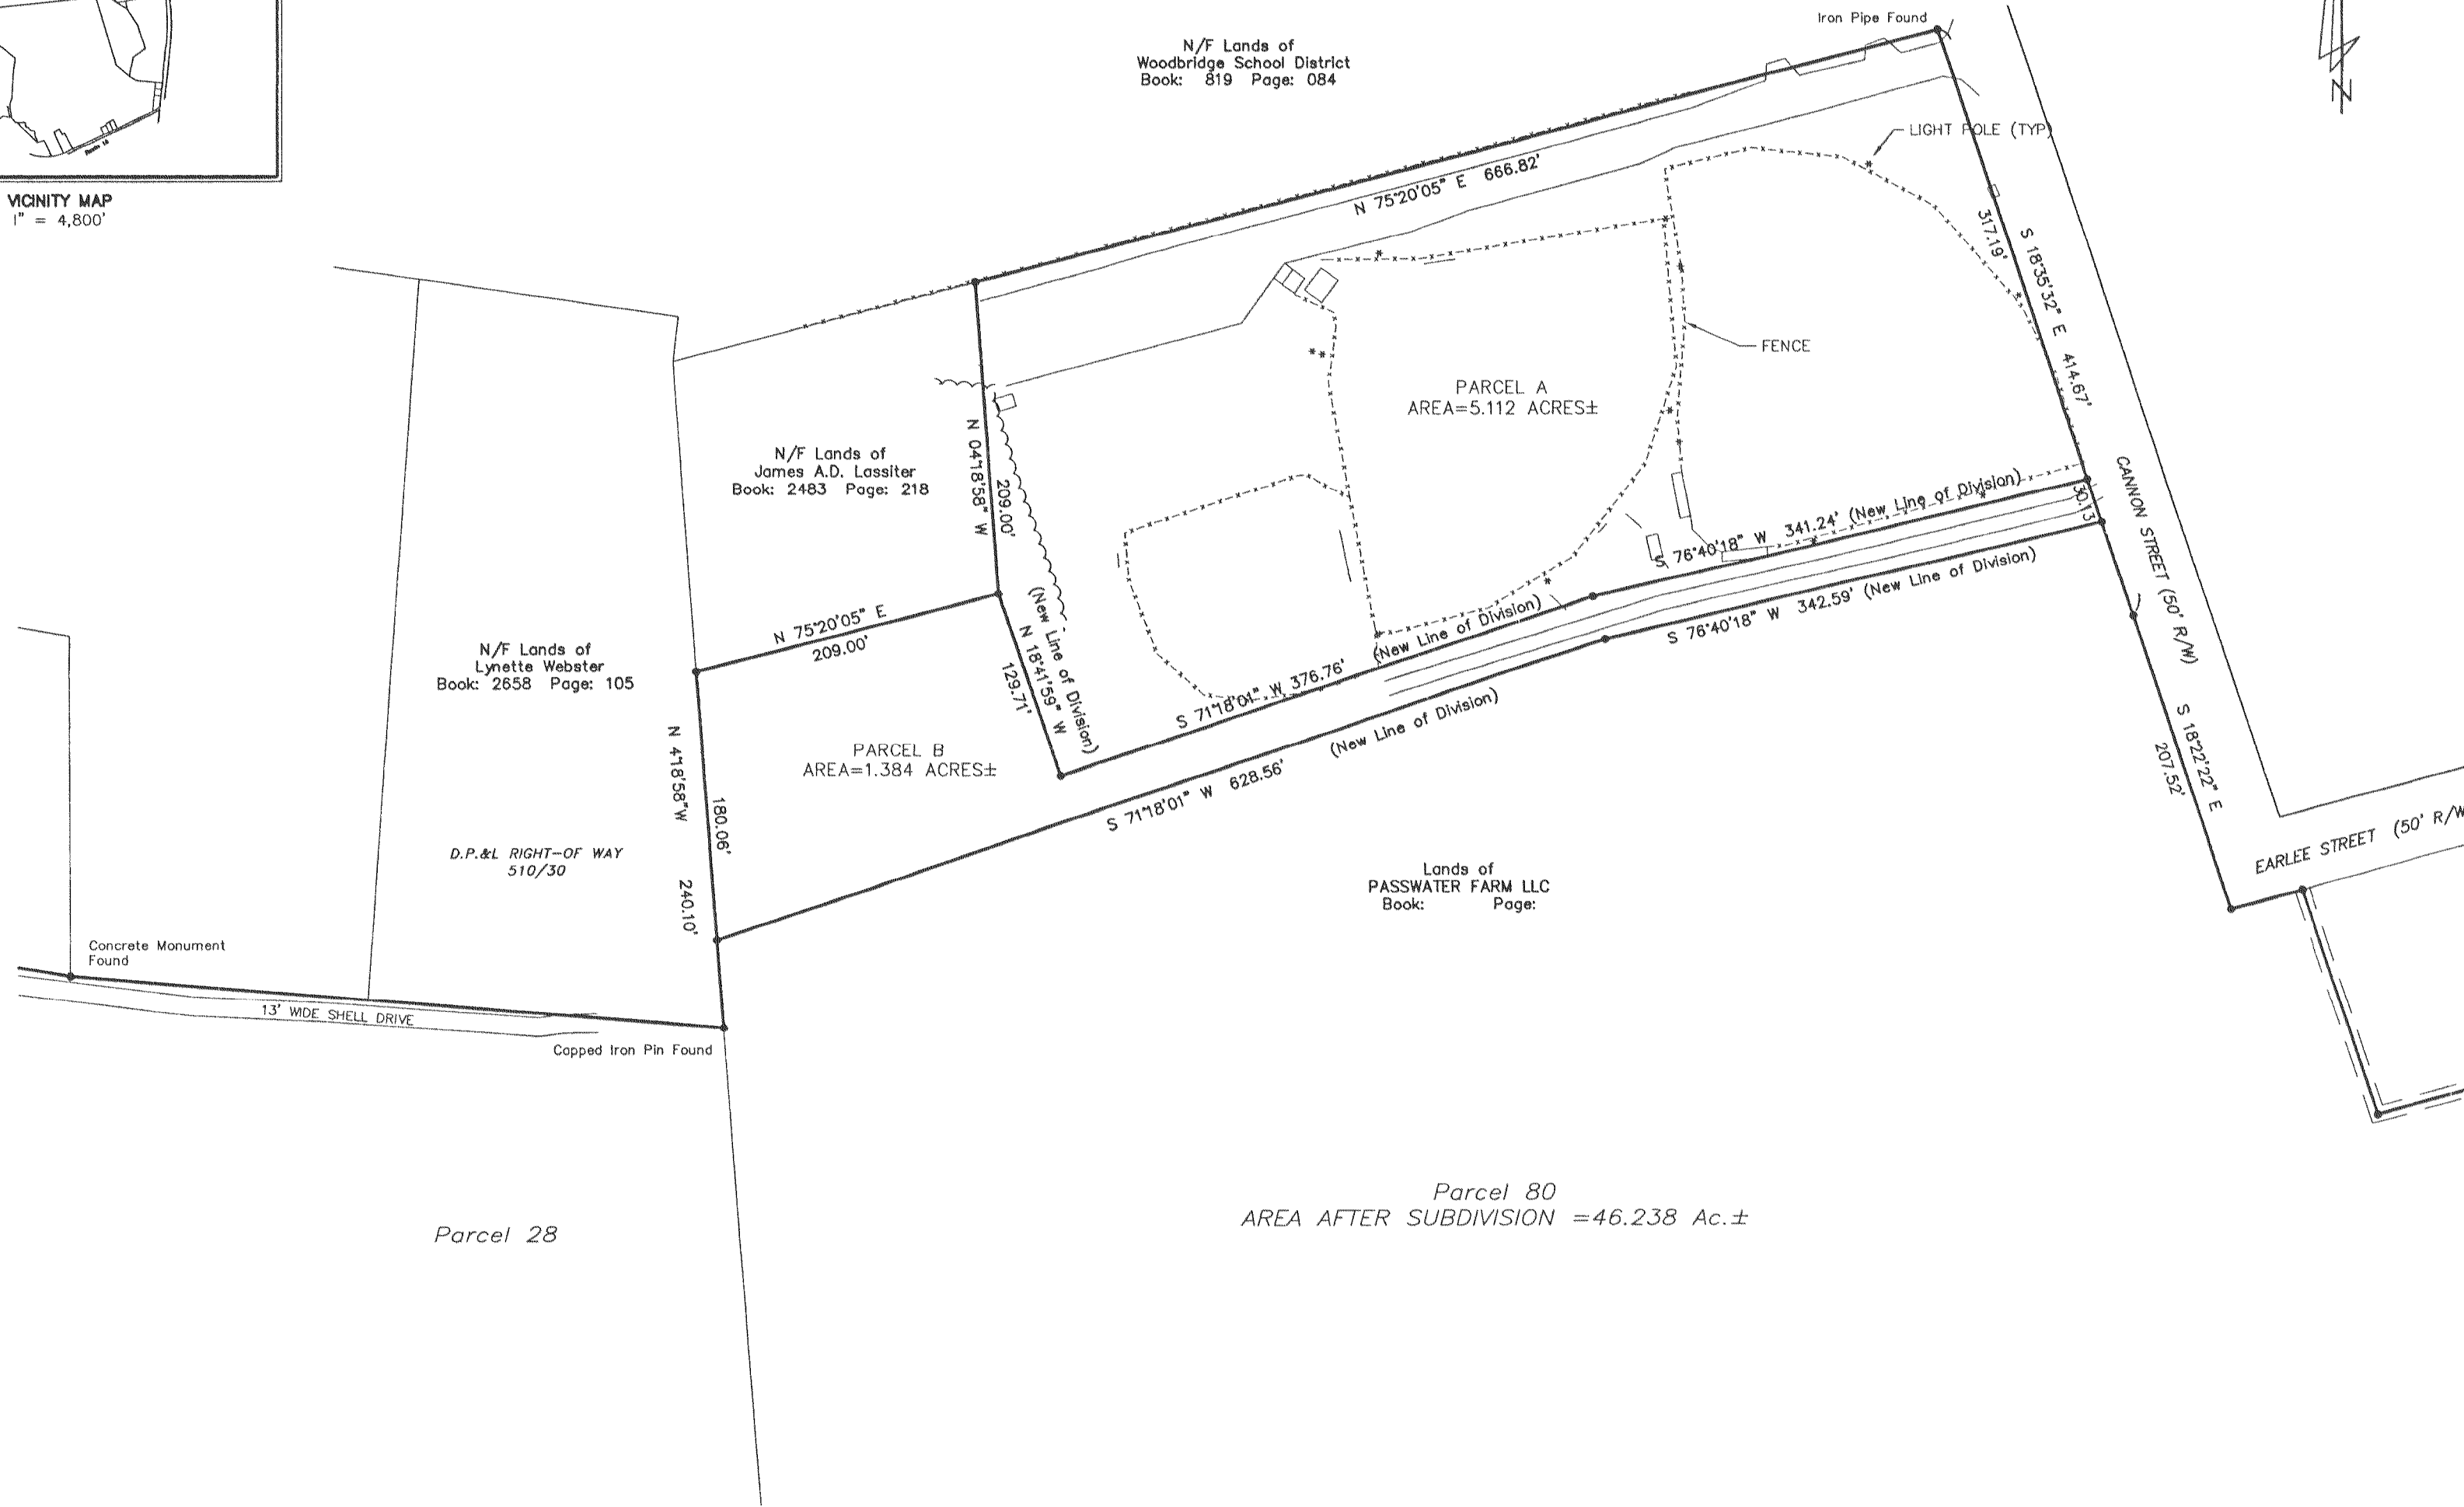 Iron Pipe Found
N/F Lands of
Woodbridge School District
Book: 819 Page: 084
N
LIGHT POLE (TYP)
VICINITY MAP
1" = 4,800'
N 75°20'05" E 666.82'
317.19'
S 18°35'32" E 414.67'
FENCE
PARCEL A
AREA=5.112 ACRES±
N/F Lands of
James A.D. Lassiter
Book: 2483 Page: 218
N 04°18'58" W
209.00'
S 76°40'18" W 341.24' (New Line of Division)
30.13
CANNON STREET (50' R/W)
S 76°40'18" W 342.59' (New Line of Division)
N 75°20'05" E
209.00'
(New Line of Division)
N 18°41'59" W
129.71'
S 71°18'01" W 376.76'
(New Line of Division)
N/F Lands of
Lynette Webster
Book: 2658 Page: 105
S 71°18'01" W 628.56'
(New Line of Division)
S 18°22'22" E
207.52'
PARCEL B
AREA=1.384 ACRES±
N 4°18'58"W
180.06'
240.10'
EARLEE STREET (50' R/W
D.P.&L RIGHT-OF WAY
510/30
Lands of
PASSWATER FARM LLC
Book: Page:
Concrete Monument
Found
13' WIDE SHELL DRIVE
Capped Iron Pin Found
Parcel 80
AREA AFTER SUBDIVISION =46.238 Ac.±
Parcel 28